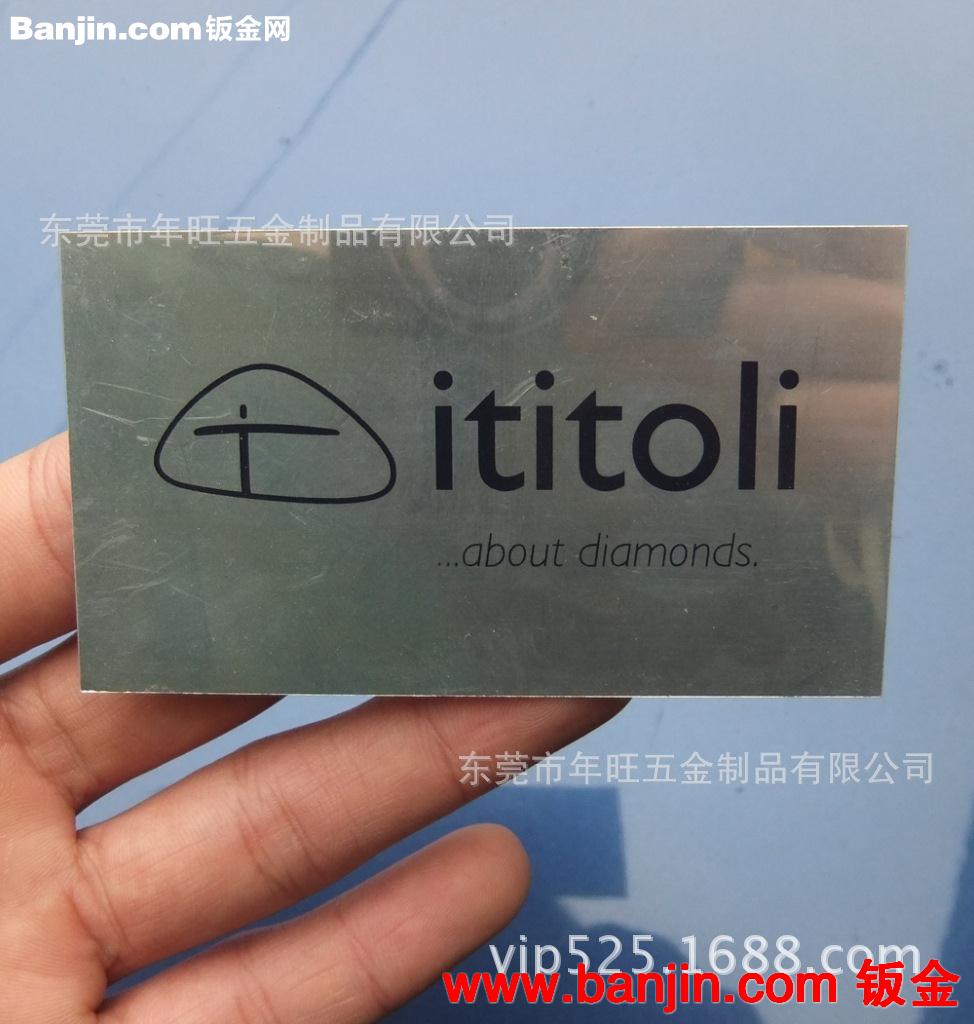 Banjin.com钣金网
东莞市年旺五金制品有限公司
ititoli
...about diamonds.
东莞市年旺五金制品有限公司
vip525.1688.com
www.banjin.com 钣金